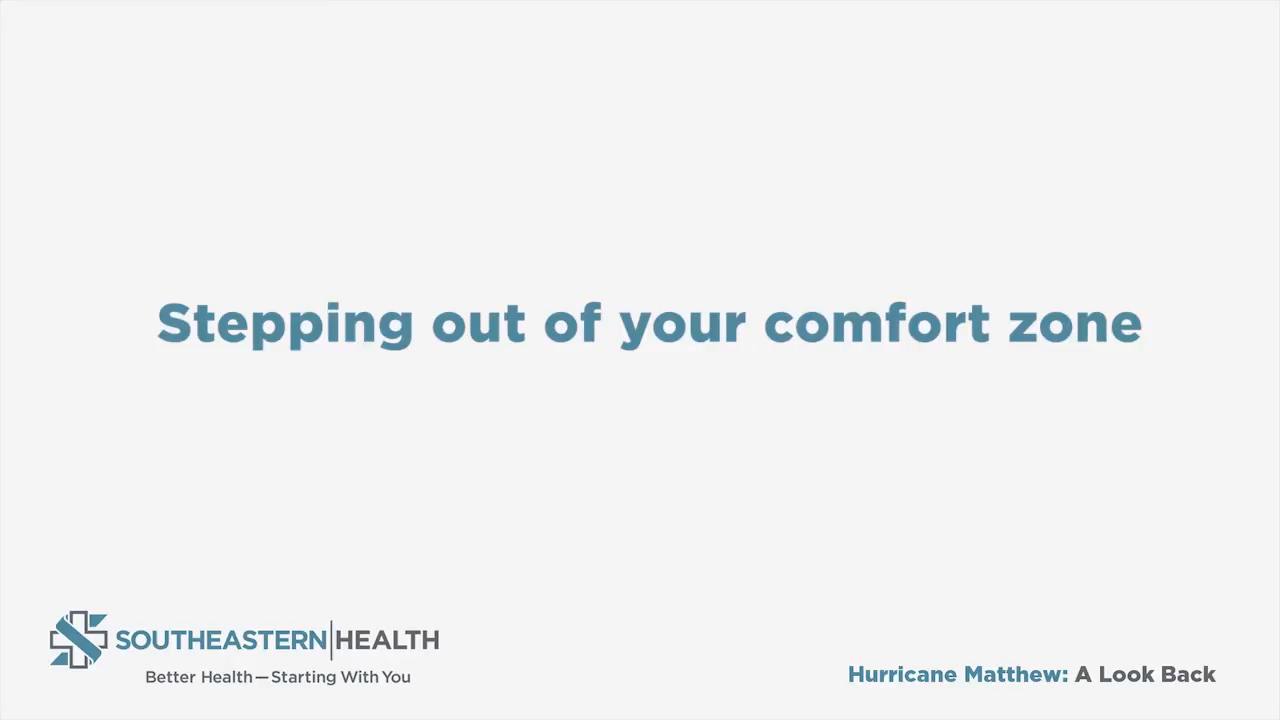 Stepping out of your comfort zone
SOUTHEASTERN|HEALTH
Better Health—Starting With You
Hurricane Matthew: A Look Back